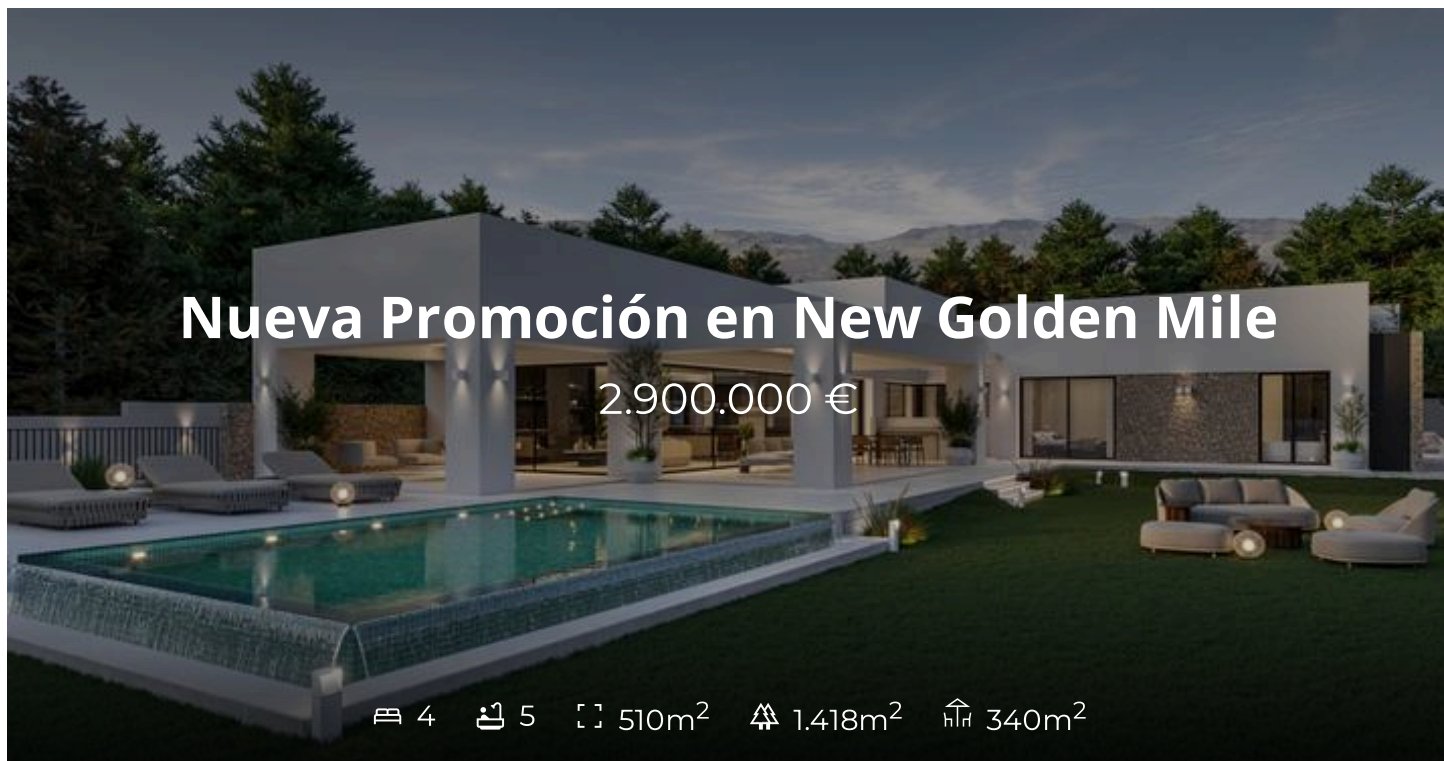 Nueva Promoción en New Golden Mile
2.900.000 €
4 5 510m² 1.418m² 340m²